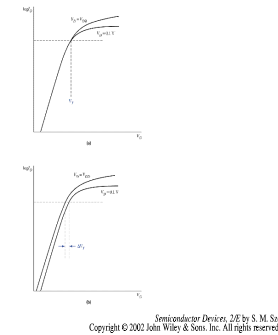 log I_D
V_D = V_DD
V_D = 0.1 V
V_T
V_G
(a)
log I_D
V_D = V_DD
V_D = 0.1 V
ΔV_T
V_G
(b)
Semiconductor Devices, 2/E by S. M. Sz
Copyright © 2002 John Wiley & Sons. Inc. All rights reserved